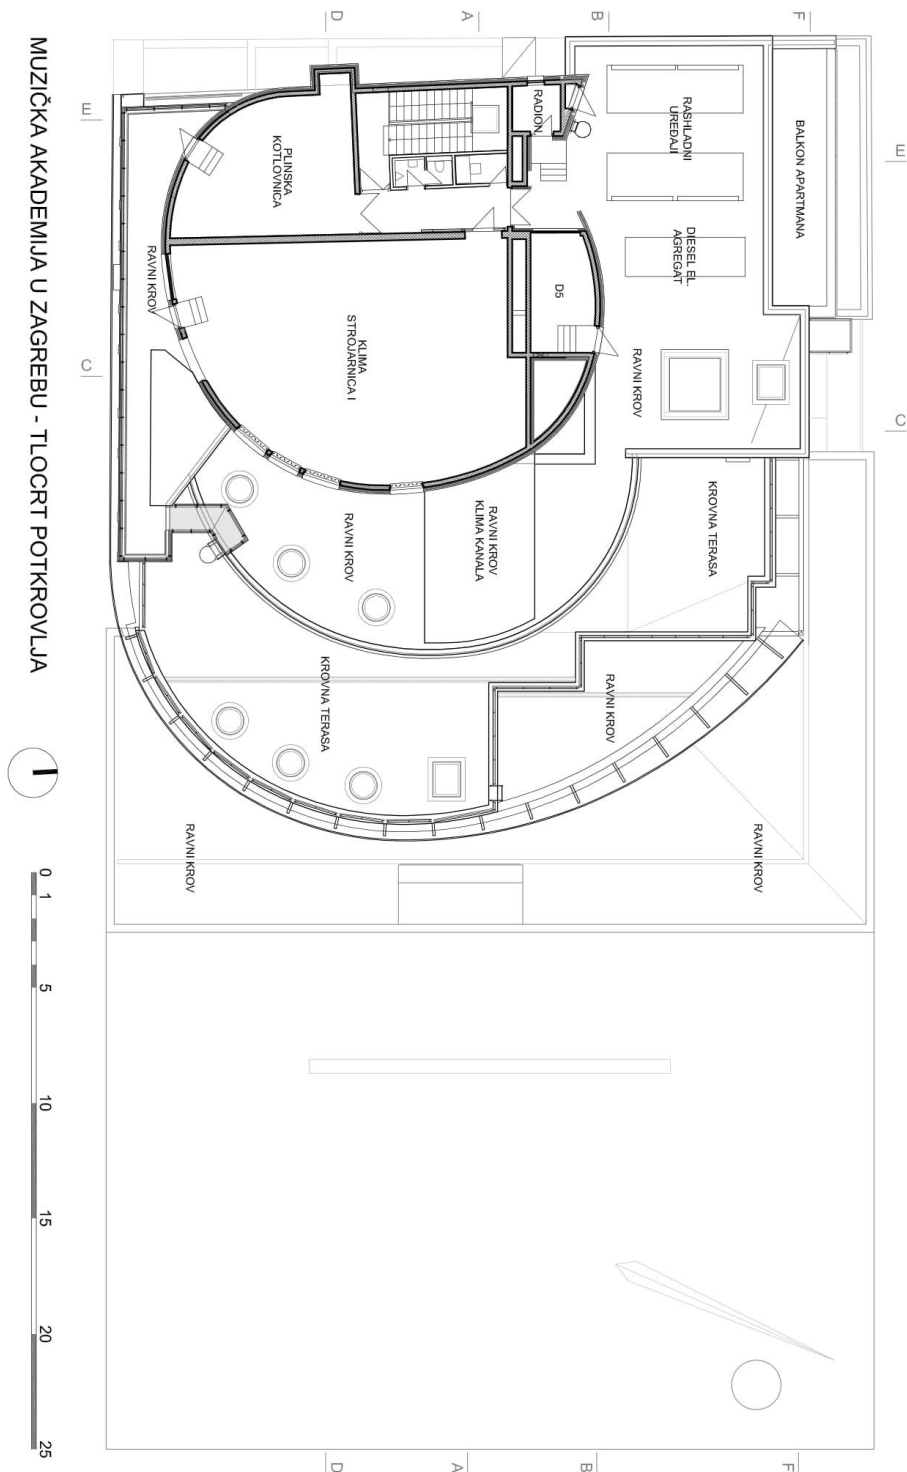 MUZIČKA AKADEMIJA U ZAGREBU - TLOCRT POTKROVLJA
D
A
B
F
E
E
C
C
BALKON APARTMANA
RASHLADNI
UREĐAJI
RADION.
PLINSKA
KOTLOVNICA
DIESEL EL.
AGREGAT
RAVNI KROV
D5
KLIMA
STROJARNICA I
RAVNI KROV
RAVNI KROV
RAVNI KROV
KLIMA KANALA
KROVNA TERASA
KROVNA TERASA
RAVNI KROV
RAVNI KROV
RAVNI KROV
0 1 5 10 15 20 25
D
A
B
F